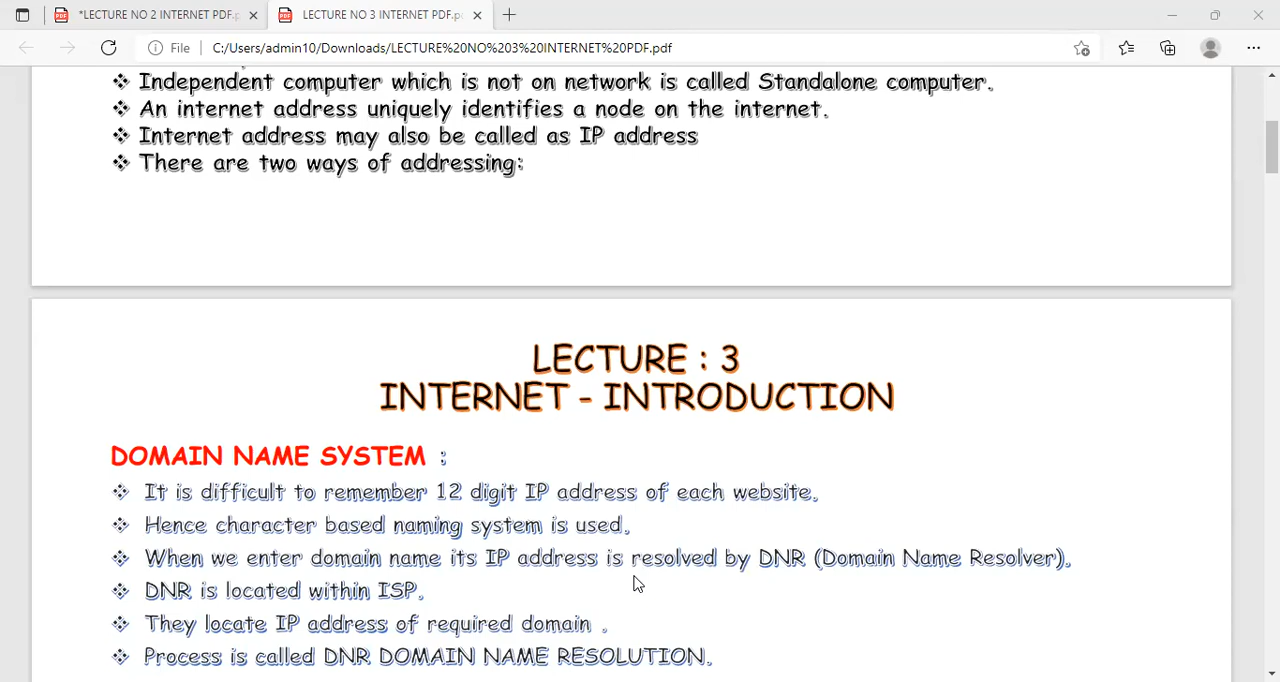 *LECTURE NO 2 INTERNET PDF.p
LECTURE NO 3 INTERNET PDF.pd
File
C:/Users/admin10/Downloads/LECTURE%20NO%203%20INTERNET%20PDF.pdf
❖ Independent computer which is not on network is called Standalone computer.
❖ An internet address uniquely identifies a node on the internet.
❖ Internet address may also be called as IP address
❖ There are two ways of addressing:
LECTURE : 3
INTERNET - INTRODUCTION
DOMAIN NAME SYSTEM :
❖ It is difficult to remember 12 digit IP address of each website.
❖ Hence character based naming system is used.
❖ When we enter domain name its IP address is resolved by DNR (Domain Name Resolver).
❖ DNR is located within ISP.
❖ They locate IP address of required domain .
❖ Process is called DNR DOMAIN NAME RESOLUTION.